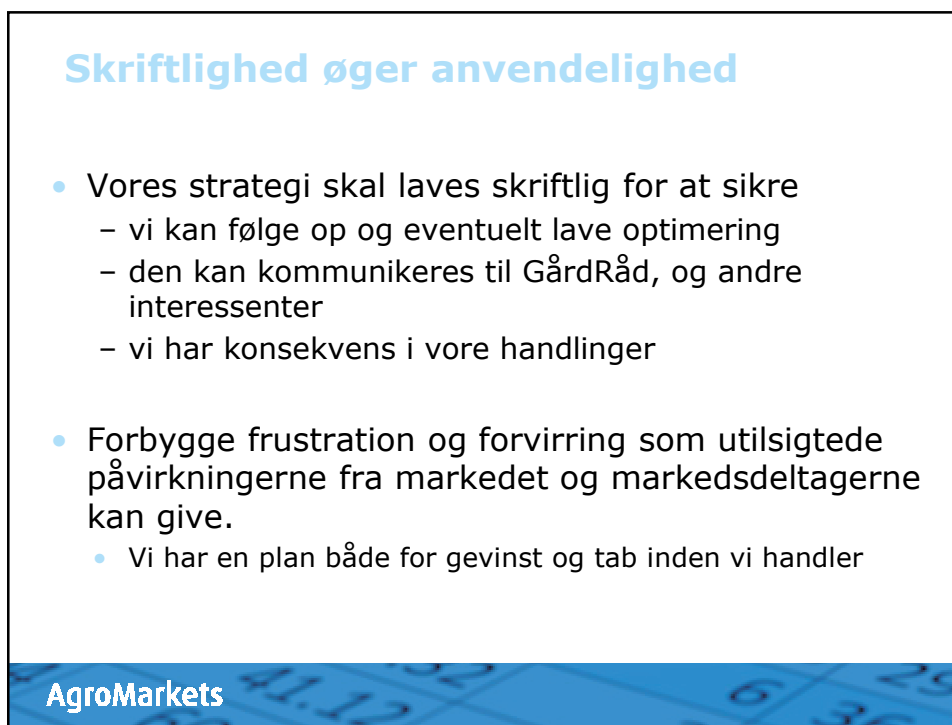 Skriftlighed øger anvendelighed
• Vores strategi skal laves skriftlig for at sikre
– vi kan følge op og eventuelt lave optimering
– den kan kommunikeres til GårdRåd, og andre
interessenter
– vi har konsekvens i vore handlinger
• Forbygge frustration og forvirring som utilsigtede
påvirkningerne fra markedet og markedsdeltagerne
kan give.
• Vi har en plan både for gevinst og tab inden vi handler
AgroMarkets
41.12